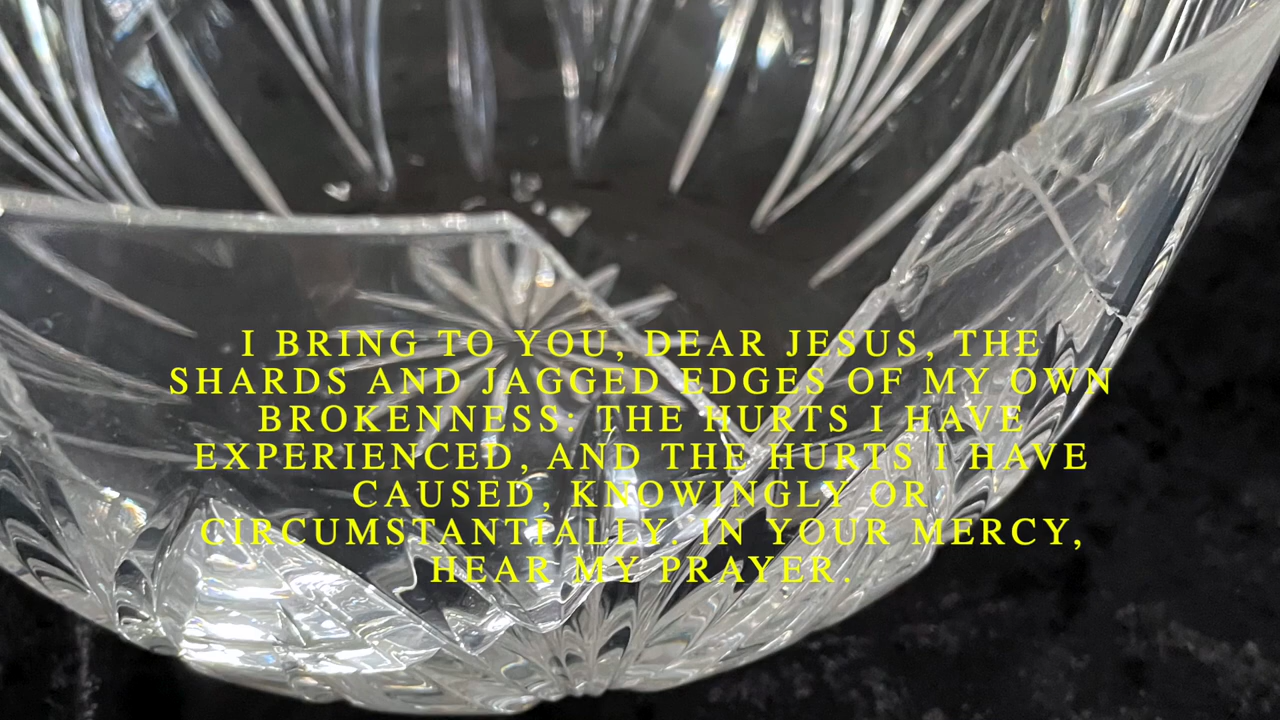 I BRING TO YOU, DEAR JESUS, THE
SHARDS AND JAGGED EDGES OF MY OWN
BROKENNESS: THE HURTS I HAVE
EXPERIENCED, AND THE HURTS I HAVE
CAUSED, KNOWINGLY OR
CIRCUMSTANTIALLY. IN YOUR MERCY,
HEAR MY PRAYER.